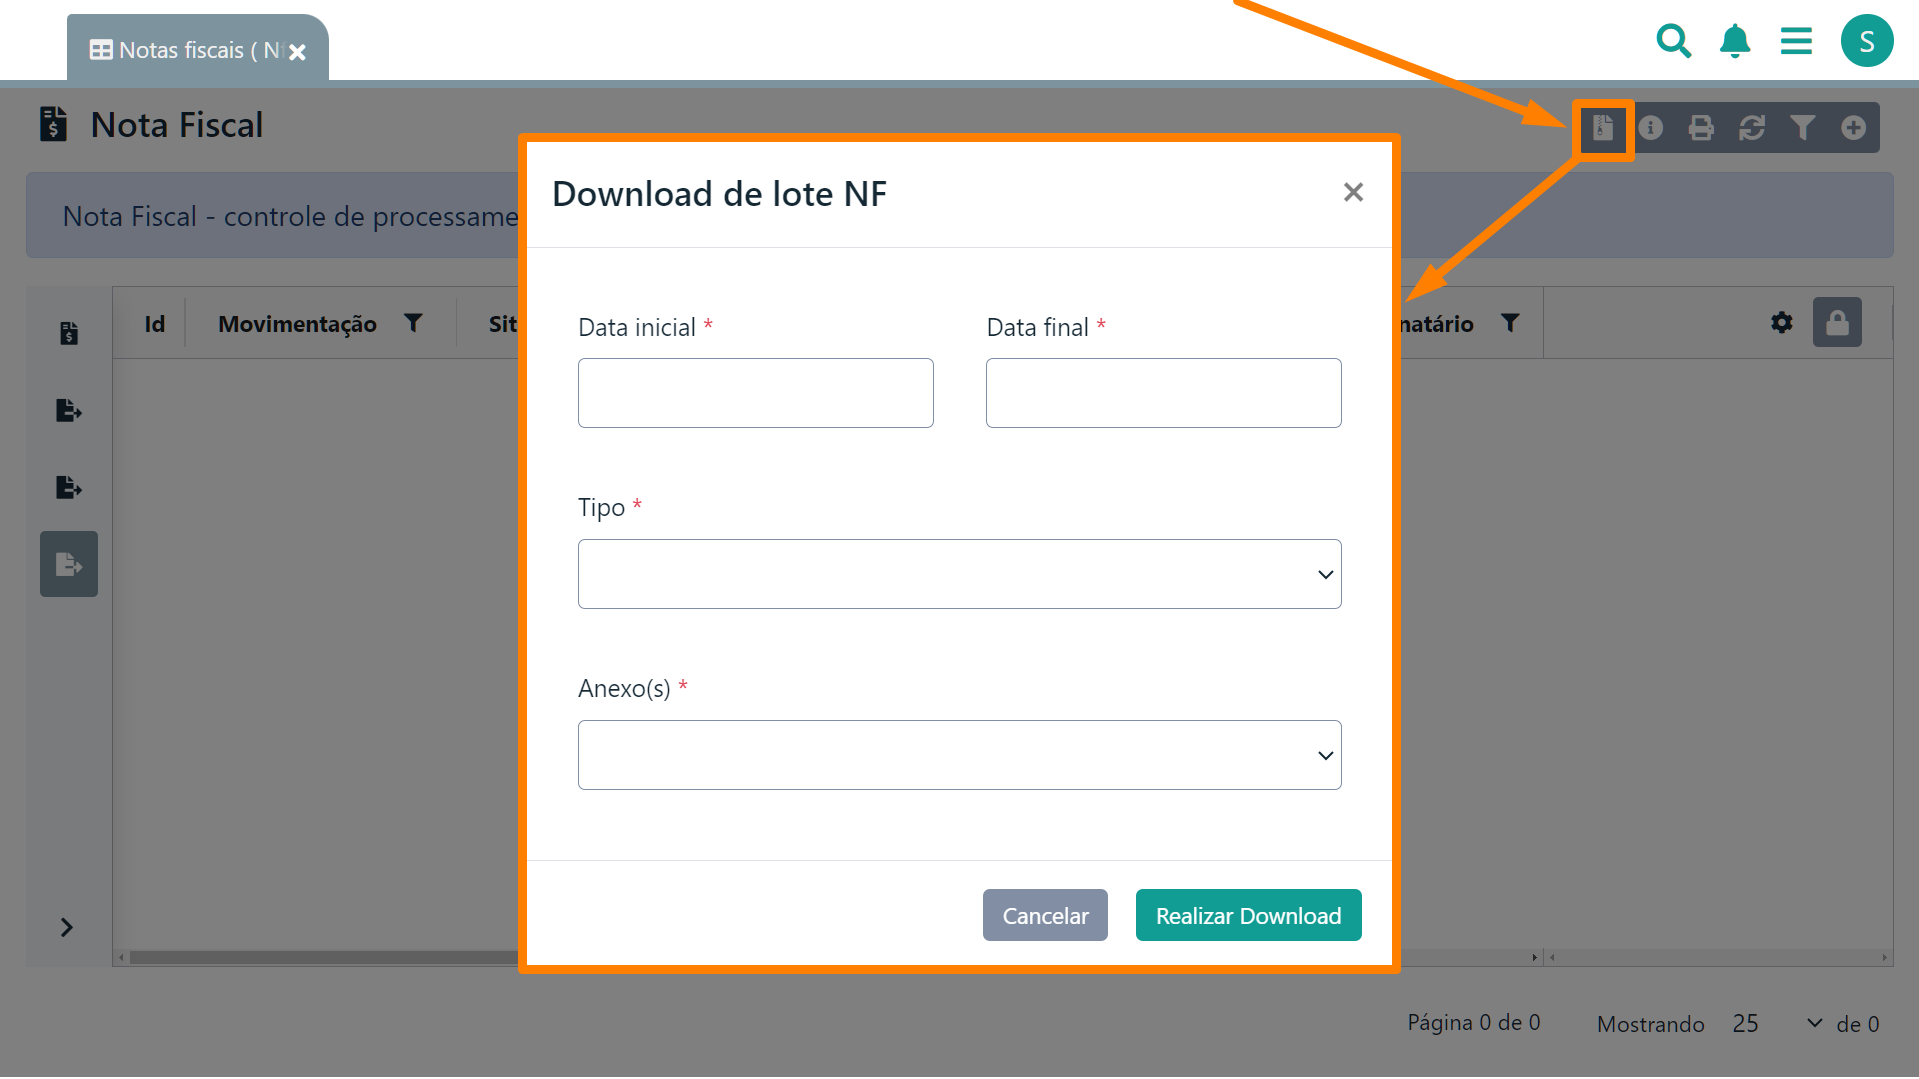 Notas fiscais ( Nf
S
Nota Fiscal
Nota Fiscal - controle de processame
Id
Movimentação
Sit
natário
Download de lote NF
Data inicial *
Data final *
Tipo *
Anexo(s) *
Cancelar
Realizar Download
Página 0 de 0
Mostrando 25 de 0